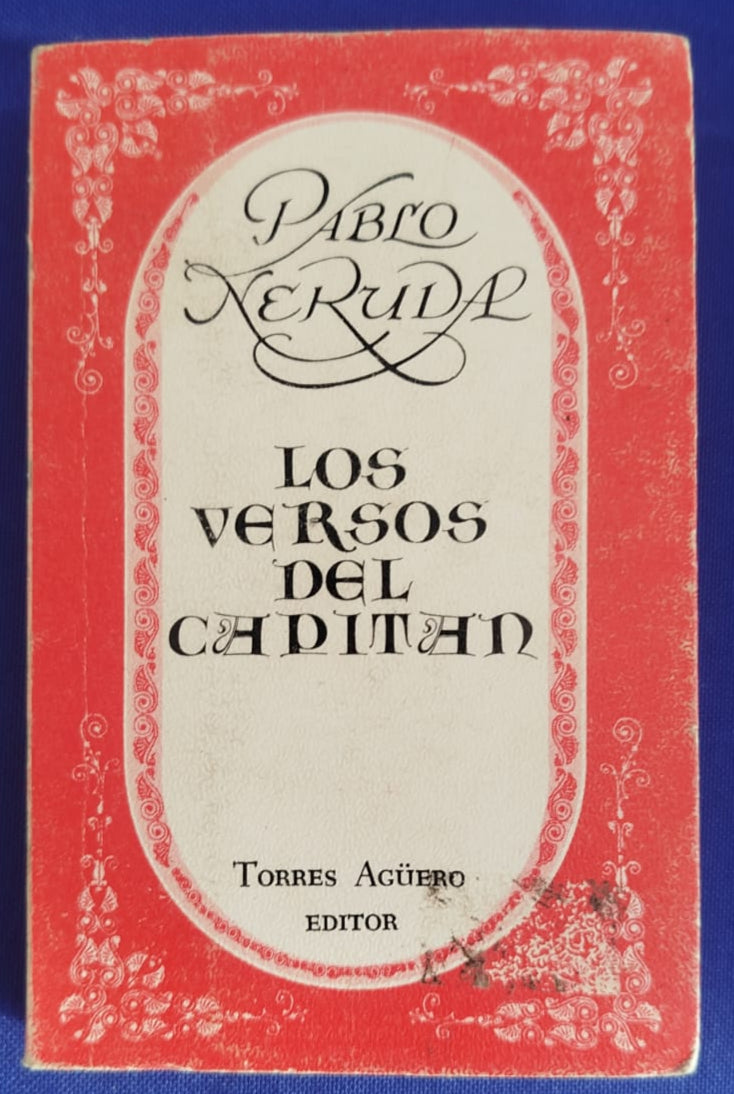 PABLO
NERUDA
LOS
VERSOS
DEL
CAPITAN
TORRES AGÜERO
EDITOR